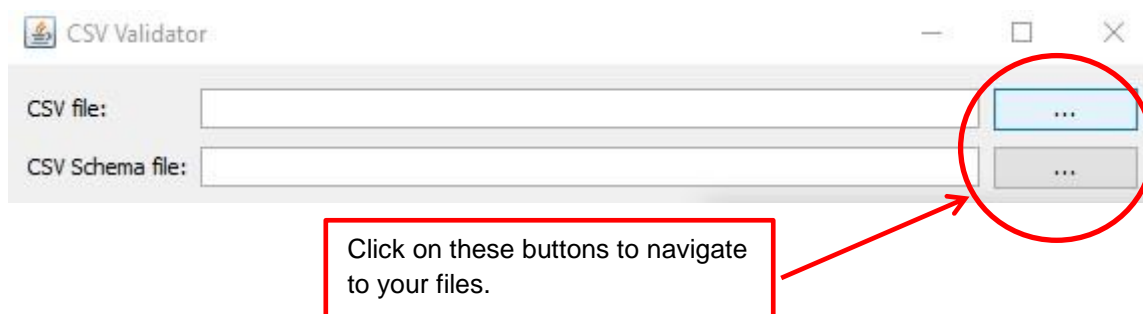 CSV Validator
CSV file:
...
CSV Schema file:
...
Click on these buttons to navigate
to your files.